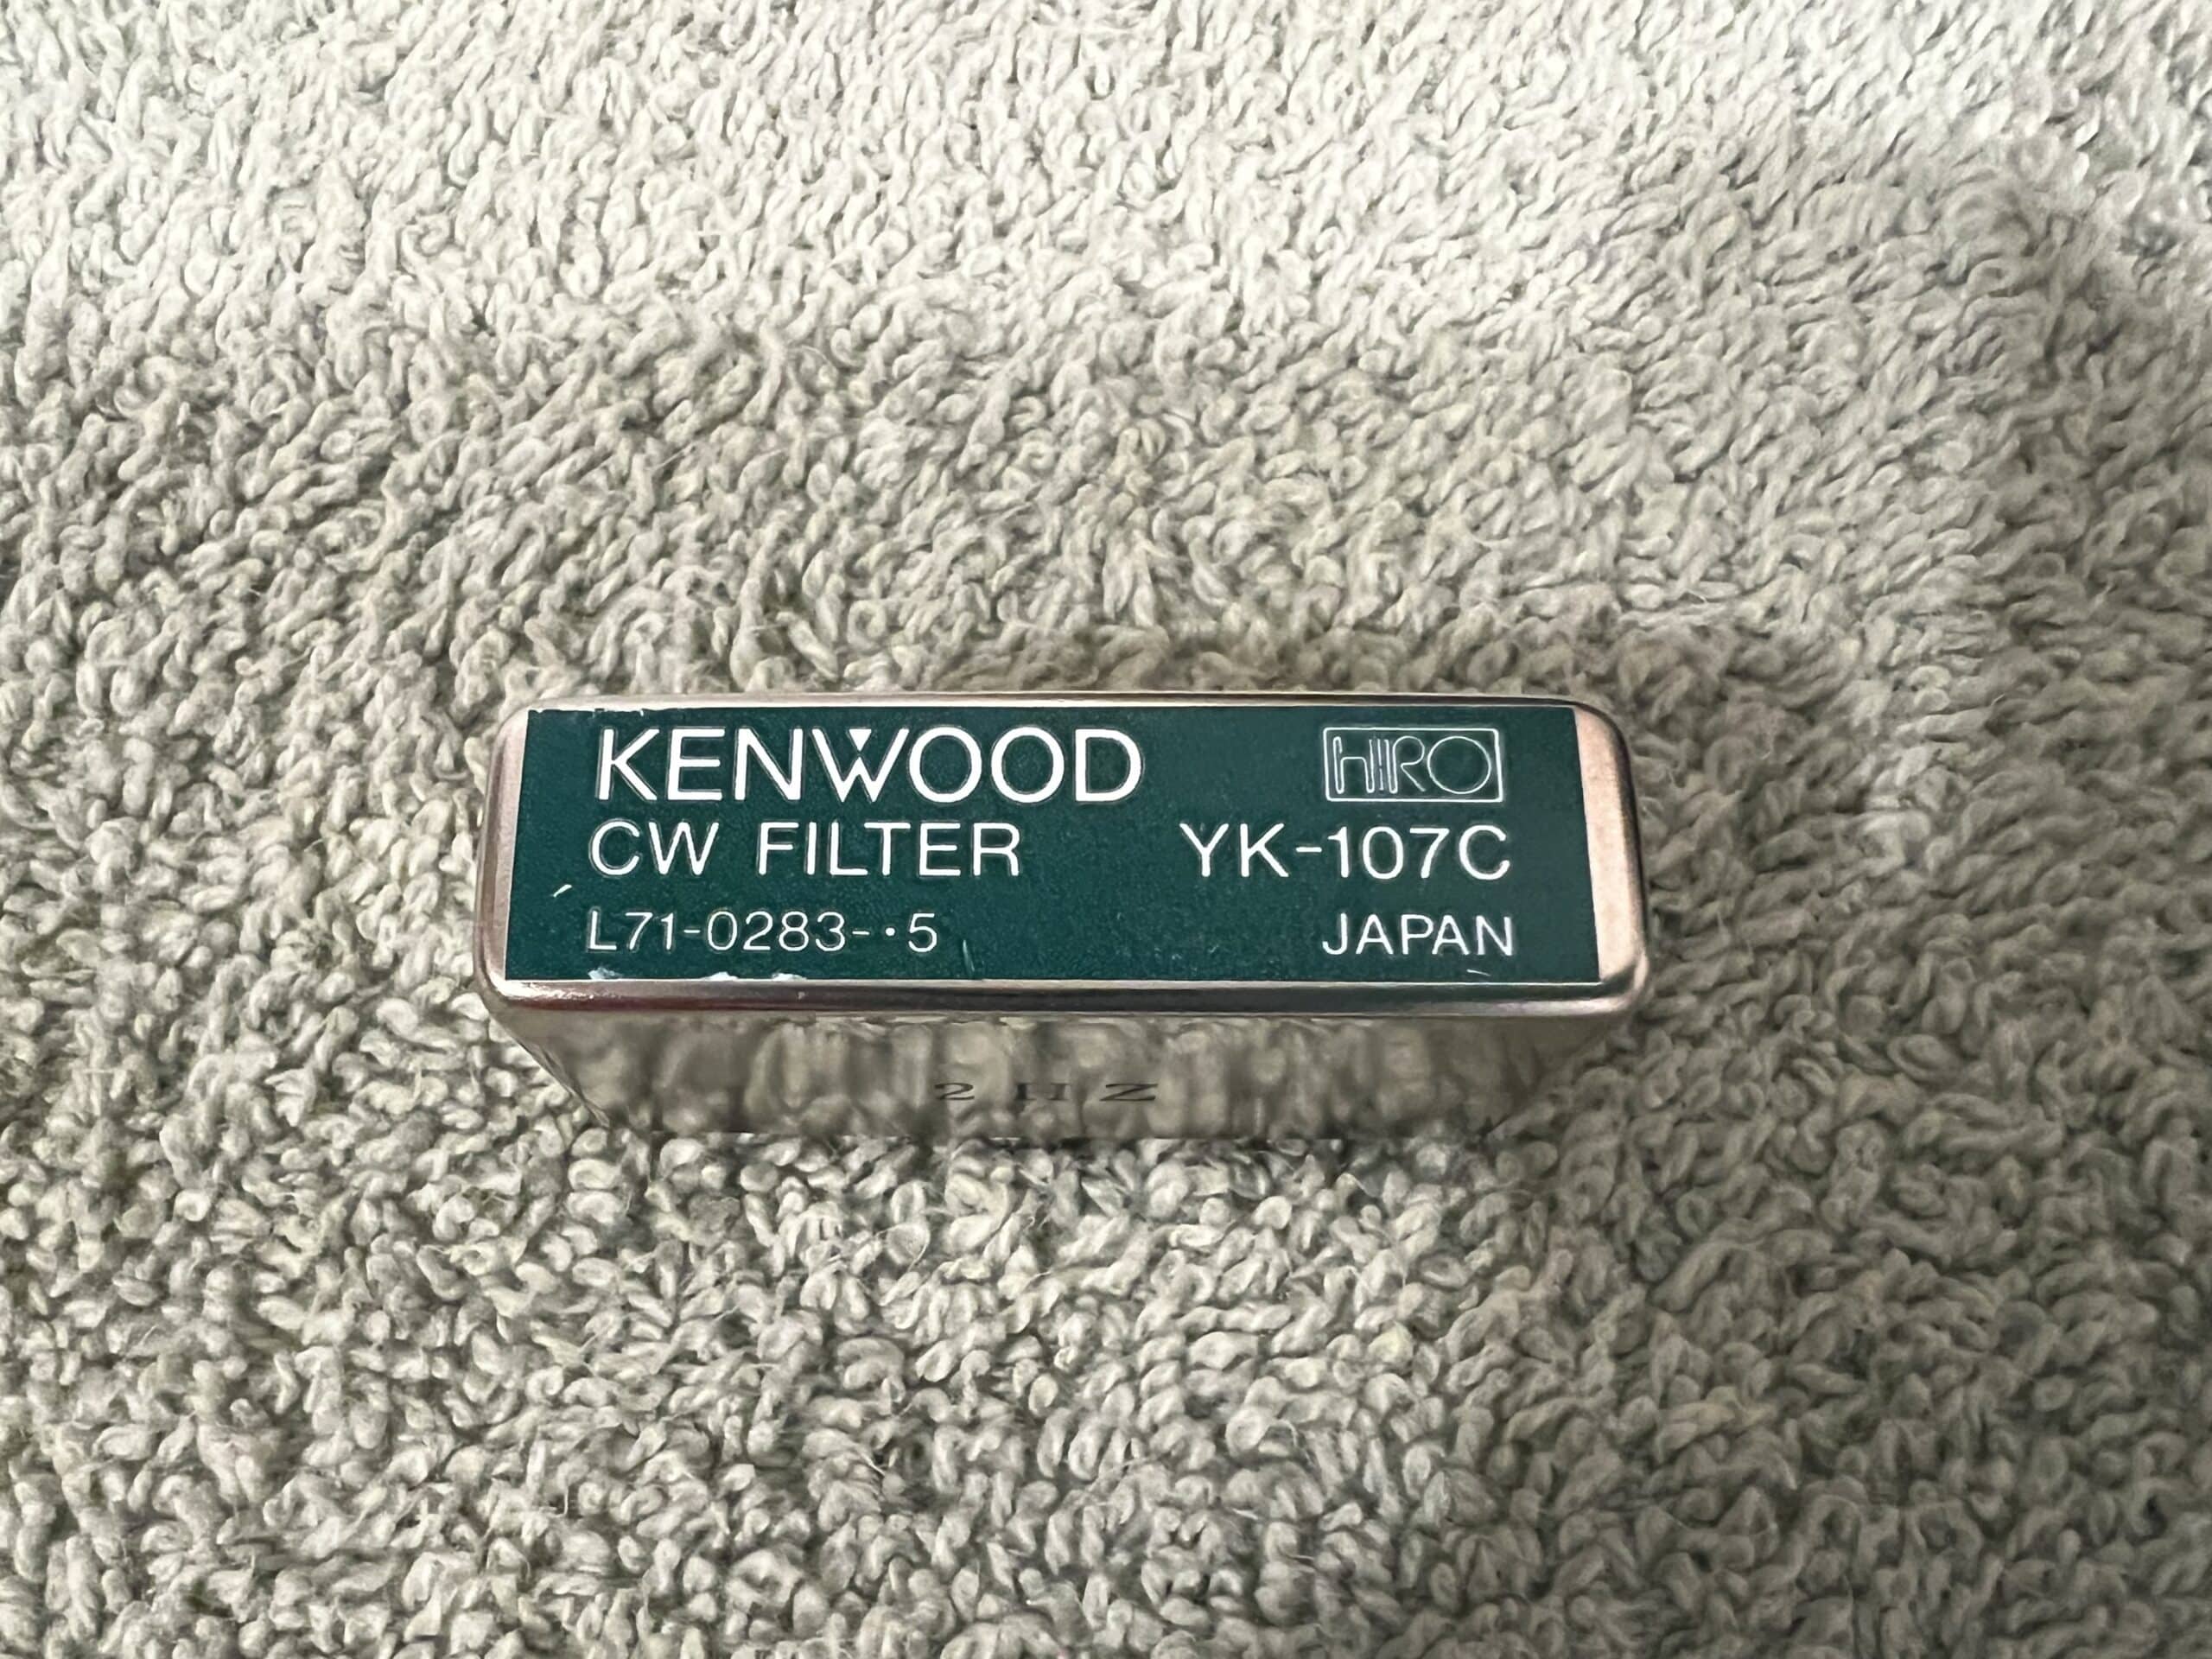 KENWOOD HIRO
CW FILTER YK-107C
L71-0283-·5 JAPAN